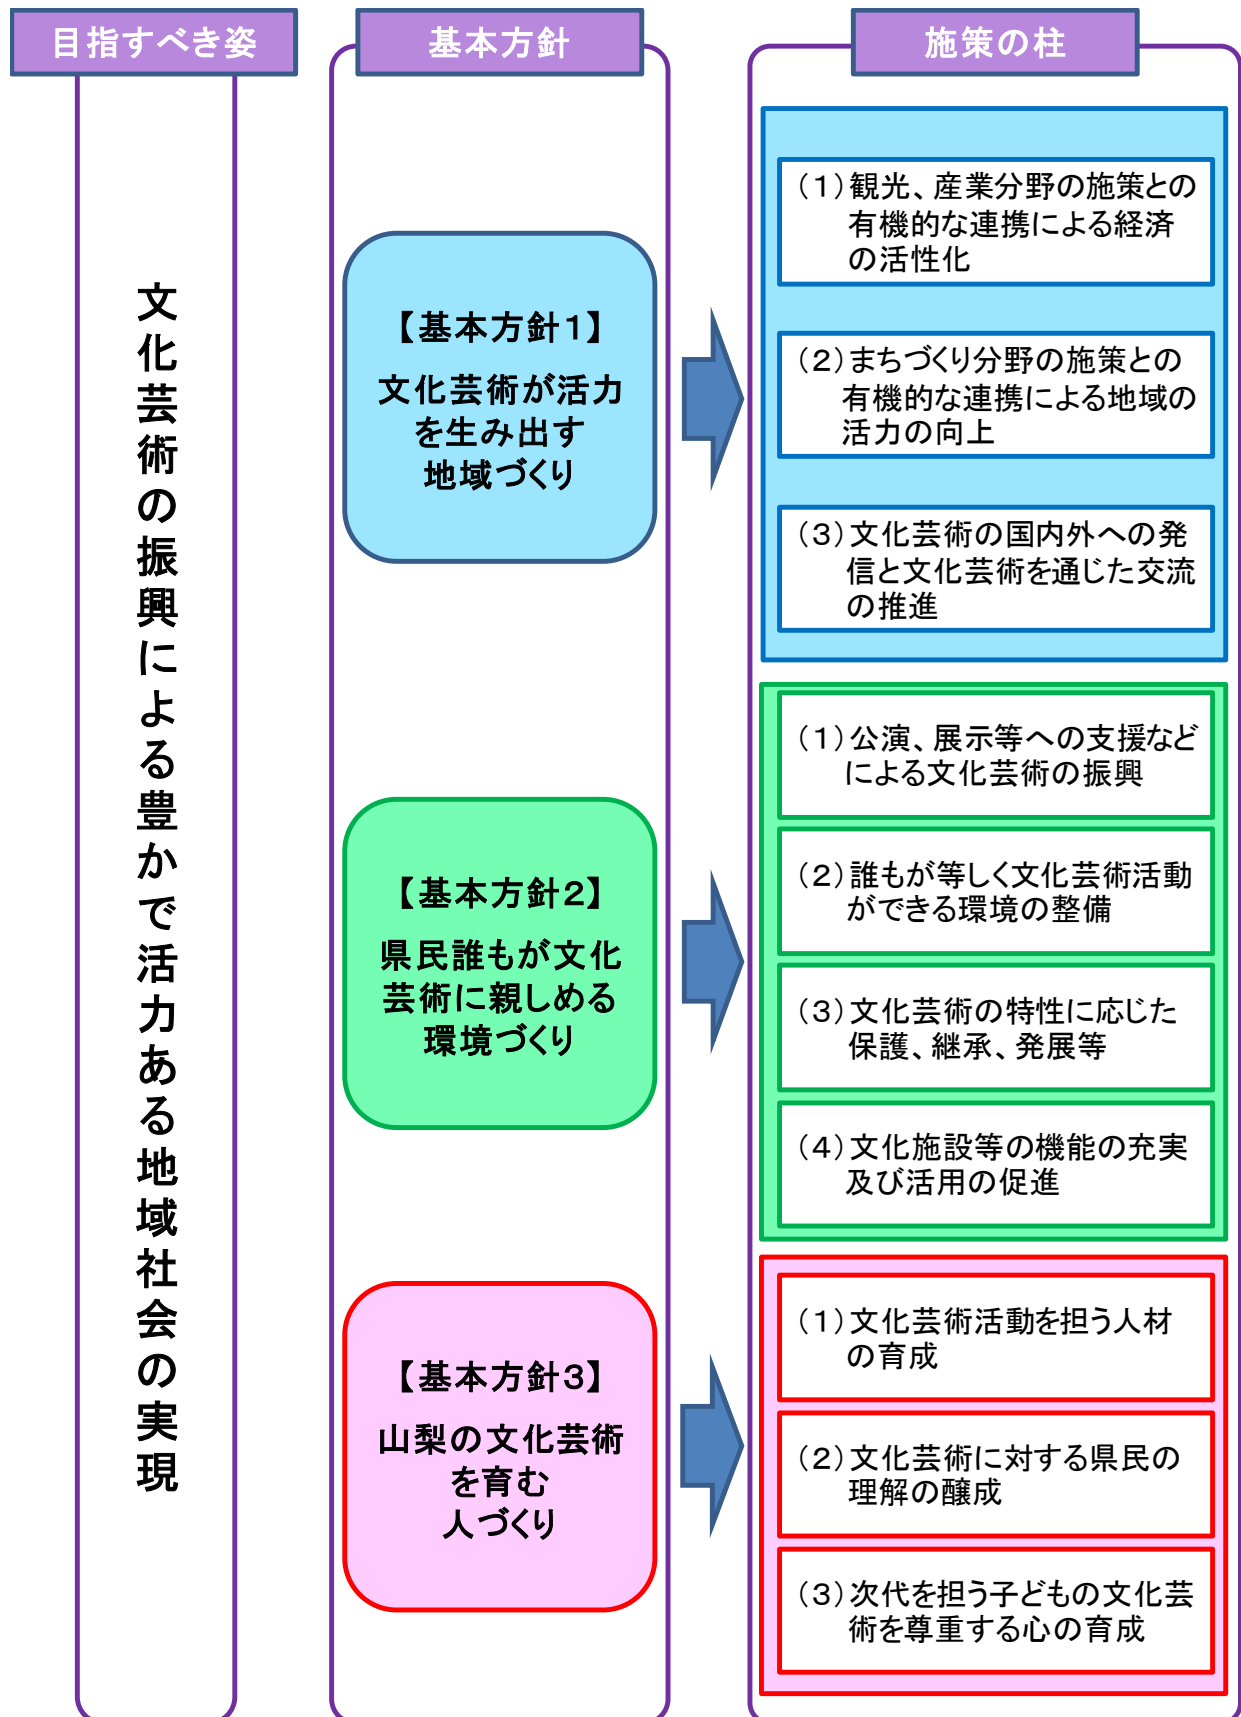 目指すべき姿
文化芸術の振興による豊かで活力ある地域社会の実現
基本方針
【基本方針1】
文化芸術が活力
を生み出す
地域づくり
【基本方針2】
県民誰もが文化
芸術に親しめる
環境づくり
【基本方針3】
山梨の文化芸術
を育む
人づくり
施策の柱
(1)観光、産業分野の施策との
有機的な連携による経済
の活性化
(2)まちづくり分野の施策との
有機的な連携による地域の
活力の向上
(3)文化芸術の国内外への発
信と文化芸術を通じた交流
の推進
(1)公演、展示等への支援など
による文化芸術の振興
(2)誰もが等しく文化芸術活動
ができる環境の整備
(3)文化芸術の特性に応じた
保護、継承、発展等
(4)文化施設等の機能の充実
及び活用の促進
(1)文化芸術活動を担う人材
の育成
(2)文化芸術に対する県民の
理解の醸成
(3)次代を担う子どもの文化芸
術を尊重する心の育成